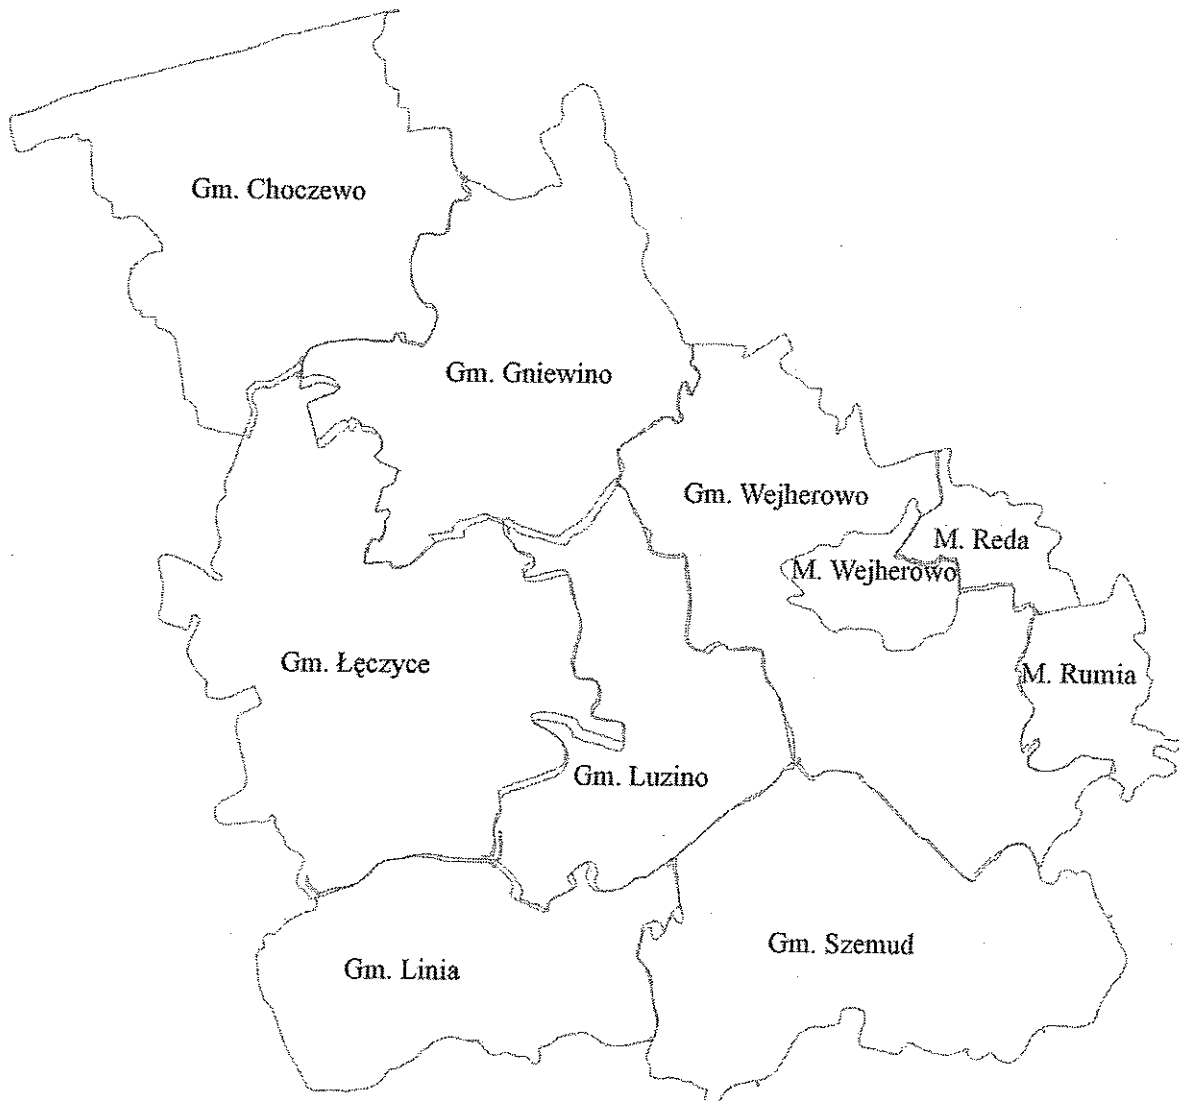 Gm. Choczewo
Gm. Gniewino
Gm. Wejherowo
M. Reda
M. Wejherowo
Gm. Łęczyce
M. Rumia
Gm. Luzino
Gm. Szemud
Gm. Linia